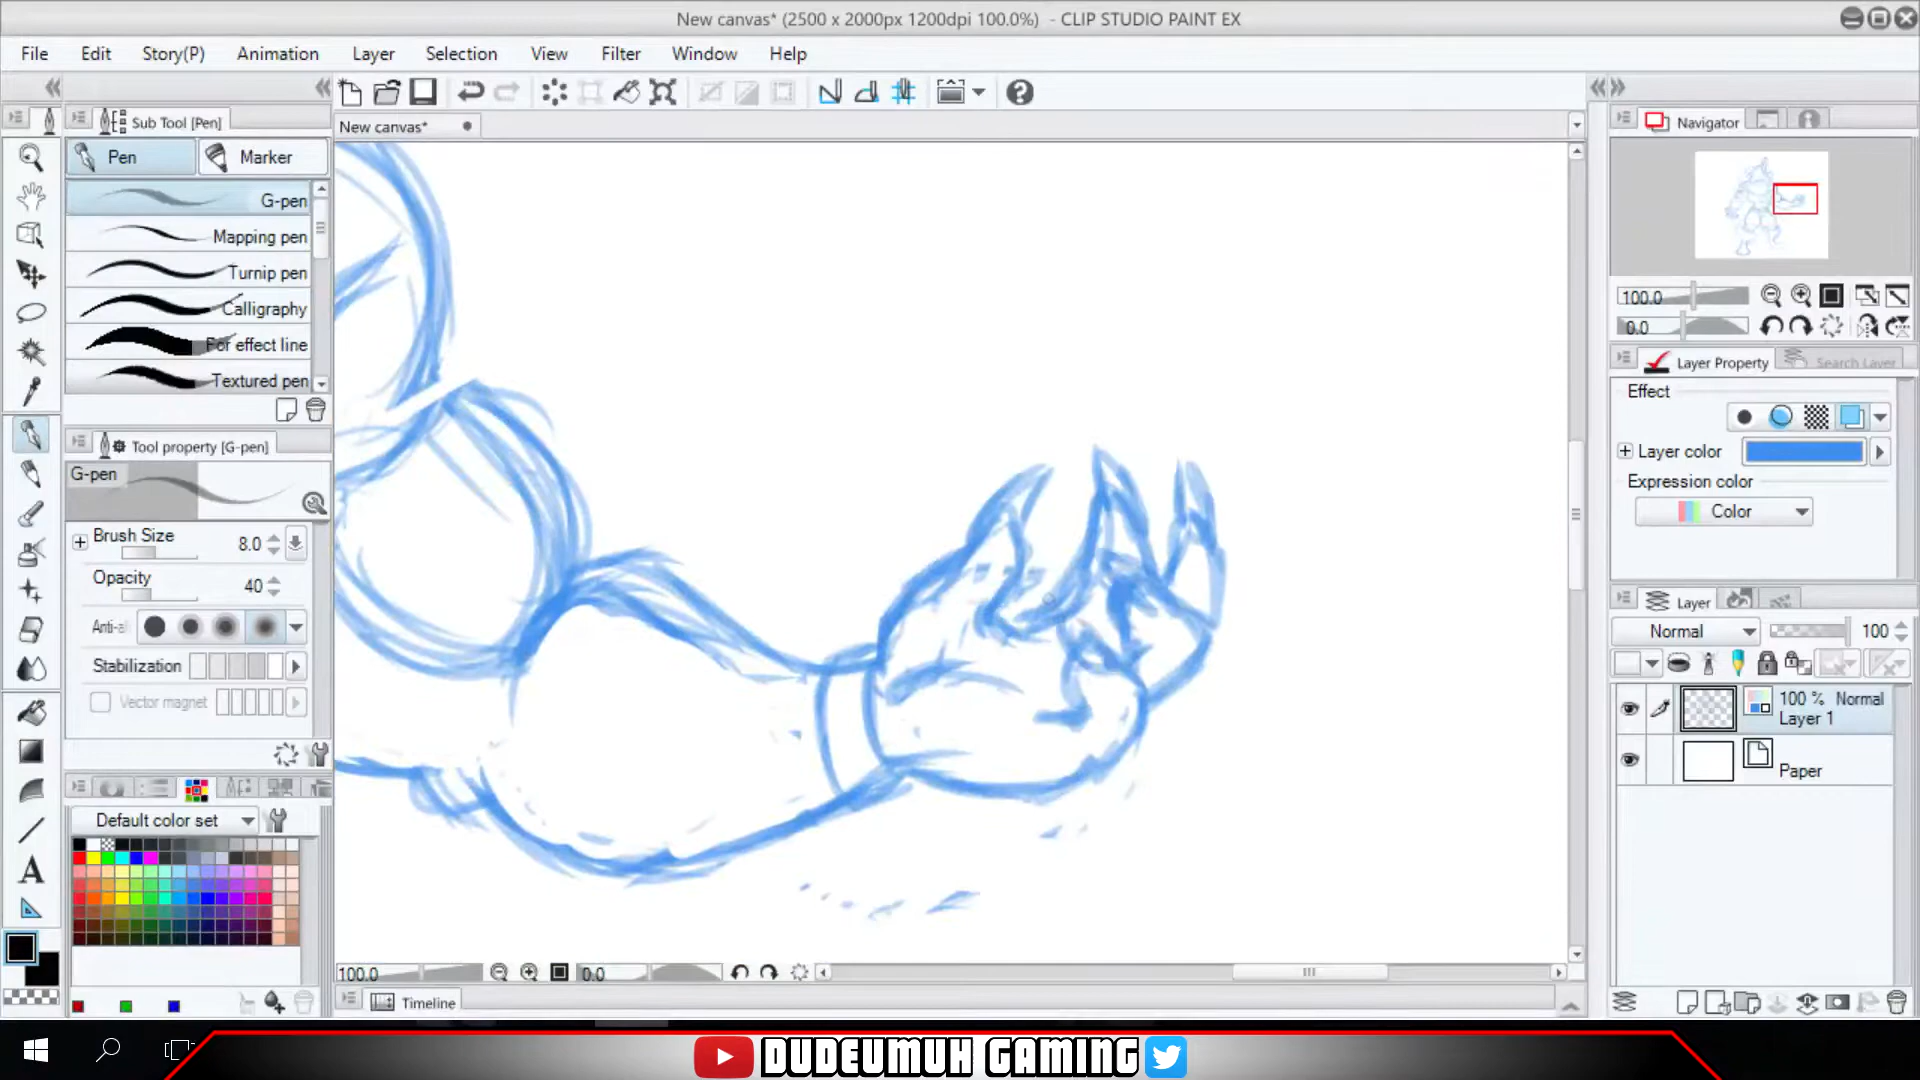 New canvas* (2500 x 2000px 1200dpi 100.0%) - CLIP STUDIO PAINT EX
File Edit Story(P) Animation Layer Selection View Filter Window Help
Sub Tool [Pen]
New canvas*
Navigator
Pen Marker
G-pen
Mapping pen
Turnip pen
Calligraphy
For effect line
Textured pen
100.0
0.0
Layer Property Search Layer
Effect
Layer color
Expression color
Color
Tool property [G-pen]
G-pen
Brush Size 8.0
Opacity 40
Anti-al
Stabilization
Vector magnet
Layer
Normal 100
100 % Normal
Layer 1
Paper
Default color set
A
100.0 0.0
Timeline
DUDEUMUH GAMING